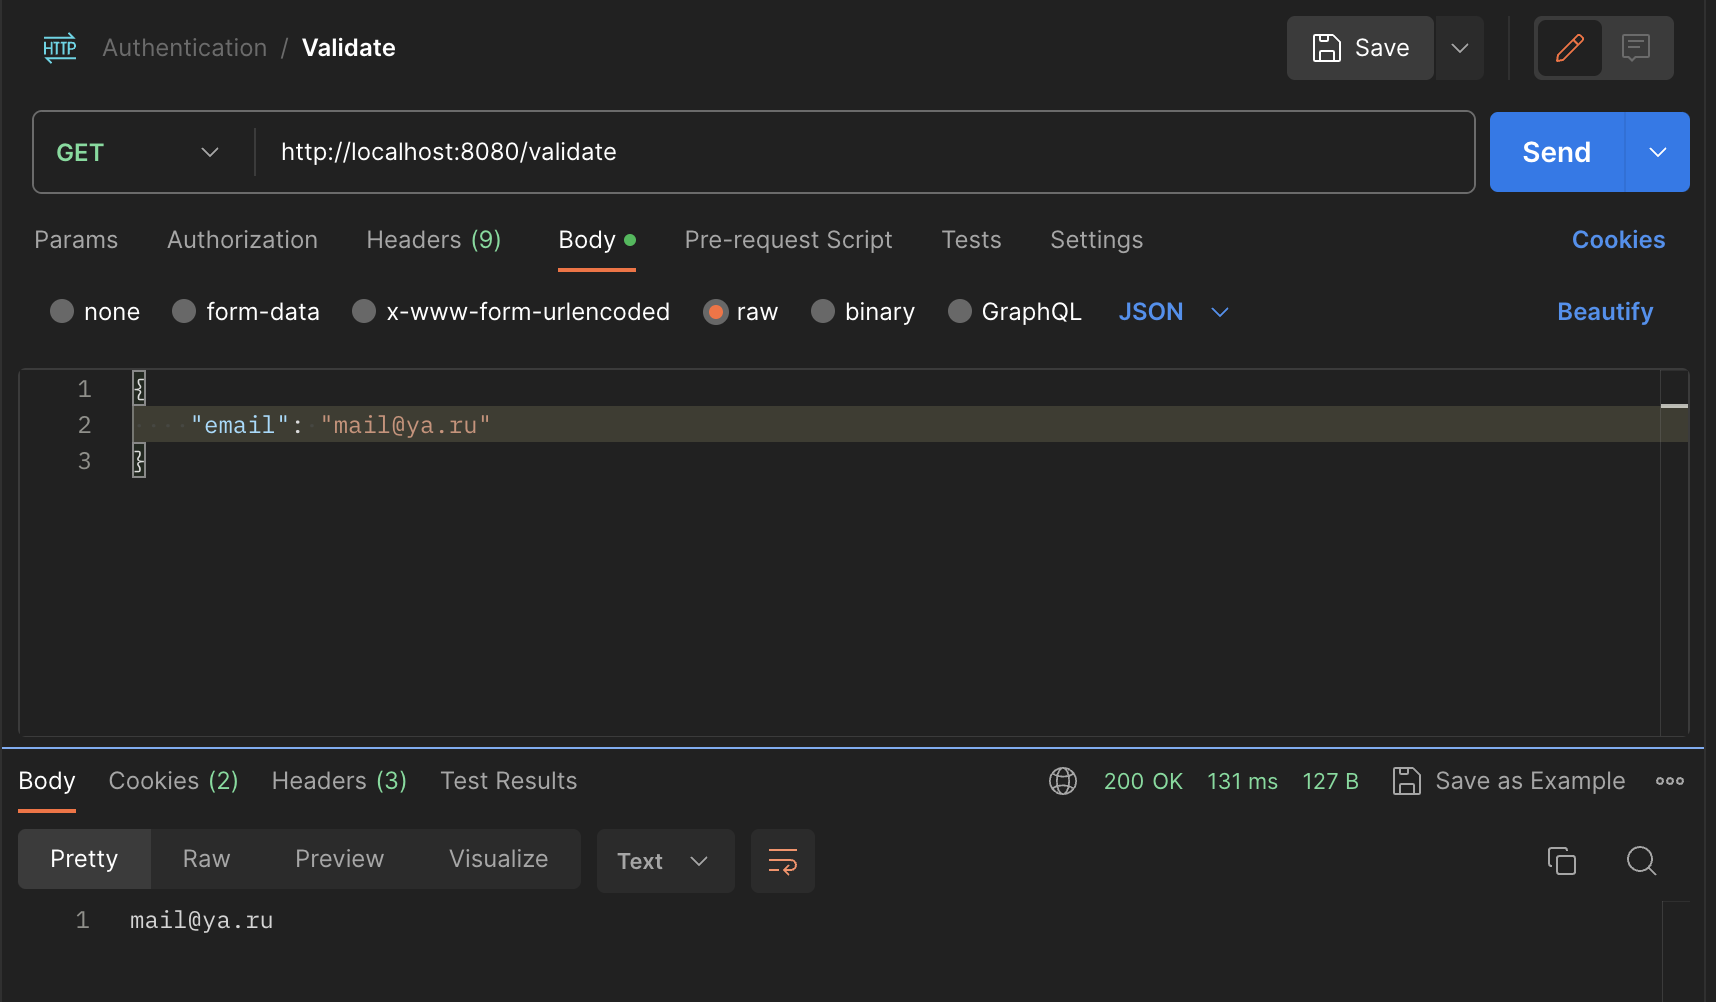 HTTP Authentication / Validate Save
GET http://localhost:8080/validate Send
Params Authorization Headers (9) Body Pre-request Script Tests Settings Cookies
none form-data x-www-form-urlencoded raw binary GraphQL JSON Beautify
1 {
2 "email": "mail@ya.ru"
3 }
Body Cookies (2) Headers (3) Test Results 200 OK 131 ms 127 B Save as Example
Pretty Raw Preview Visualize Text
1 mail@ya.ru